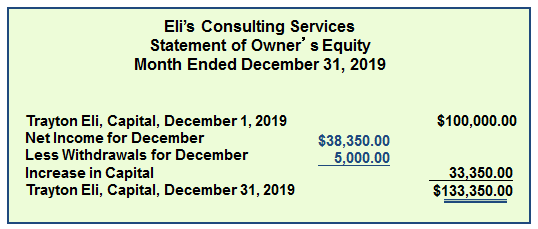 Eli's Consulting Services
Statement of Owner's Equity
Month Ended December 31, 2019
Trayton Eli, Capital, December 1, 2019 $100,000.00
Net Income for December $38,350.00
Less Withdrawals for December 5,000.00
Increase in Capital 33,350.00
Trayton Eli, Capital, December 31, 2019 $133,350.00